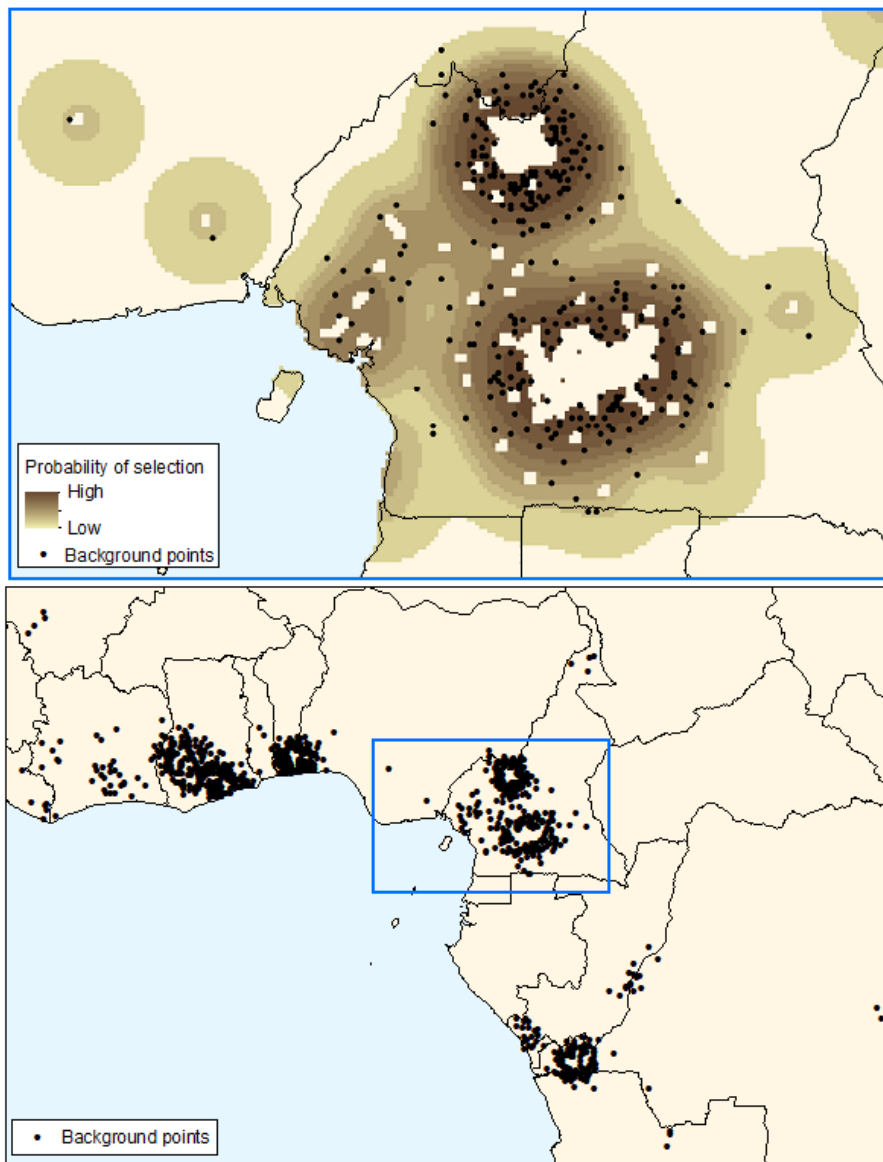 Probability of selection
High
Low
Background points
Background points